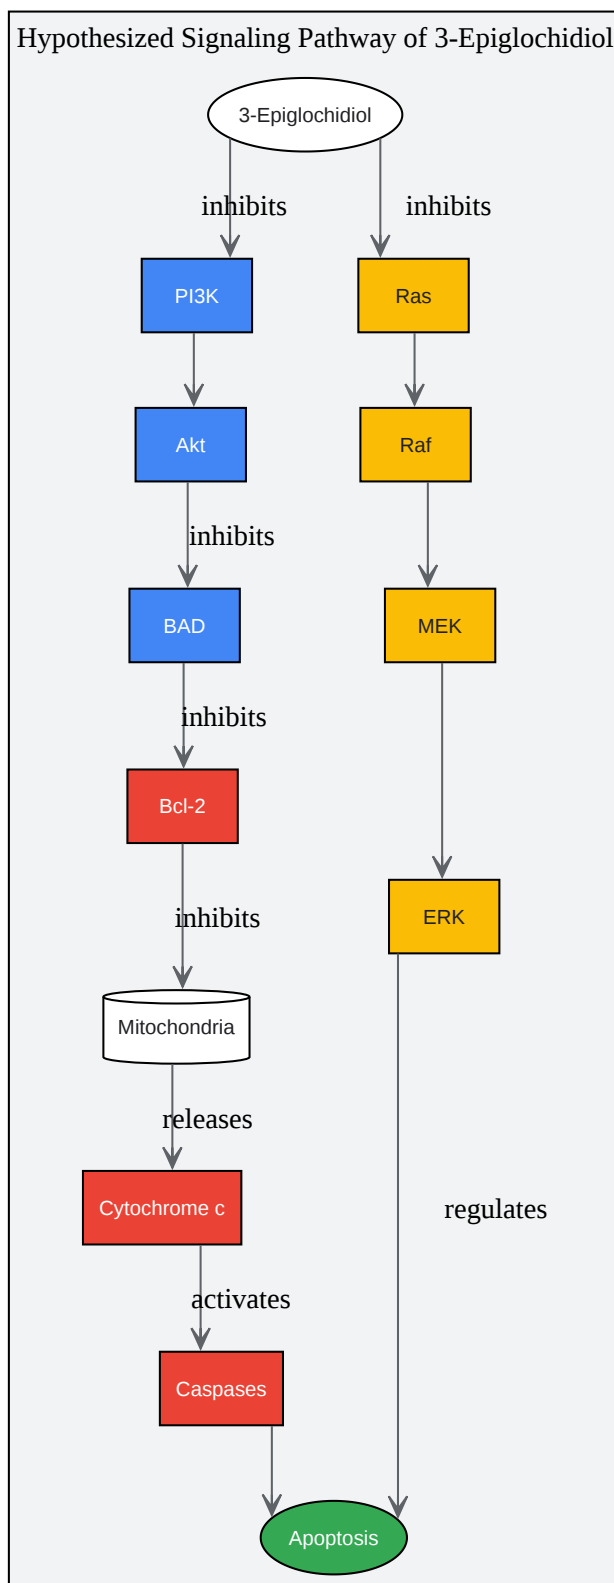 Hypothesized Signaling Pathway of 3-Epiglochidiol
3-Epiglochidiol
inhibits
inhibits
PI3K
Ras
Akt
Raf
inhibits
BAD
MEK
inhibits
Bcl-2
inhibits
ERK
Mitochondria
releases
Cytochrome c
regulates
activates
Caspases
Apoptosis